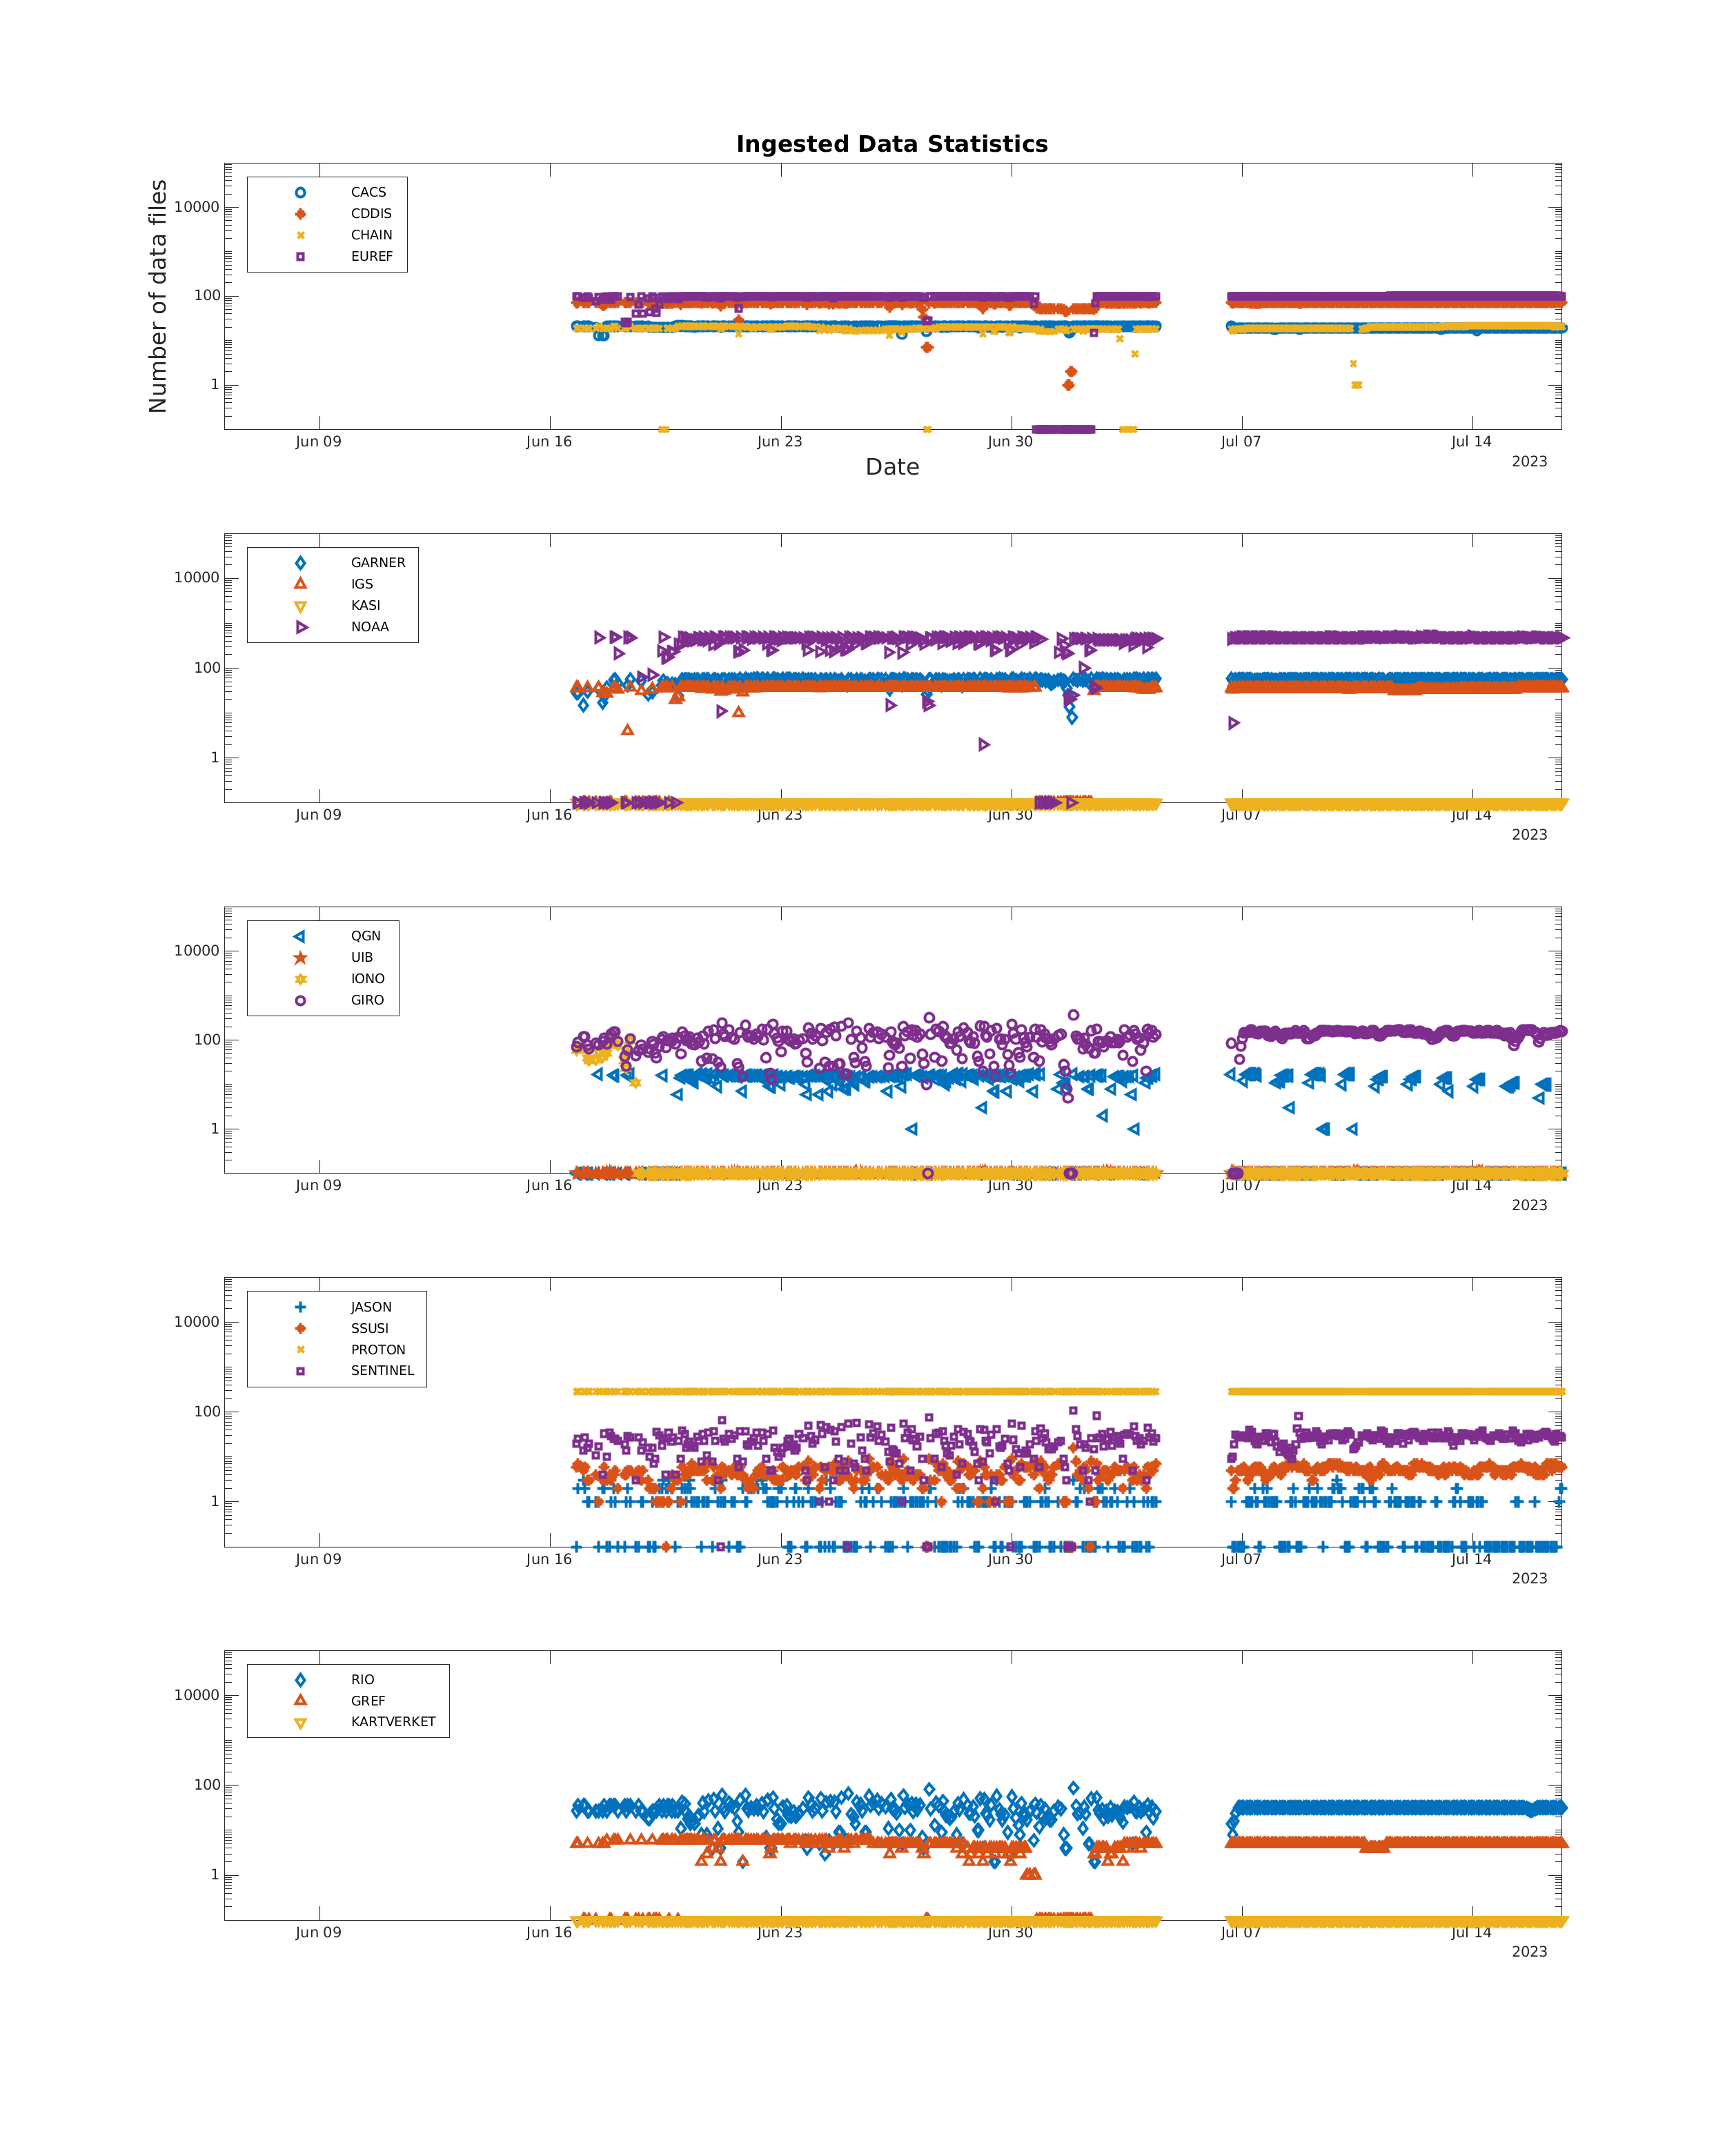 Ingested Data Statistics
Number of data files
CACS
CDDIS
CHAIN
EUREF
10000
100
1
Jun 09 Jun 16 Jun 23 Jun 30 Jul 07 Jul 14
2023
Date
GARNER
IGS
KASI
NOAA
10000
100
1
Jun 09 Jun 16 Jun 23 Jun 30 Jul 07 Jul 14
2023
QGN
UIB
IONO
GIRO
10000
100
1
Jun 09 Jun 16 Jun 23 Jun 30 Jul 07 Jul 14
2023
JASON
SSUSI
PROTON
SENTINEL
10000
100
1
Jun 09 Jun 16 Jun 23 Jun 30 Jul 07 Jul 14
2023
RIO
GREF
KARTVERKET
10000
100
1
Jun 09 Jun 16 Jun 23 Jun 30 Jul 07 Jul 14
2023